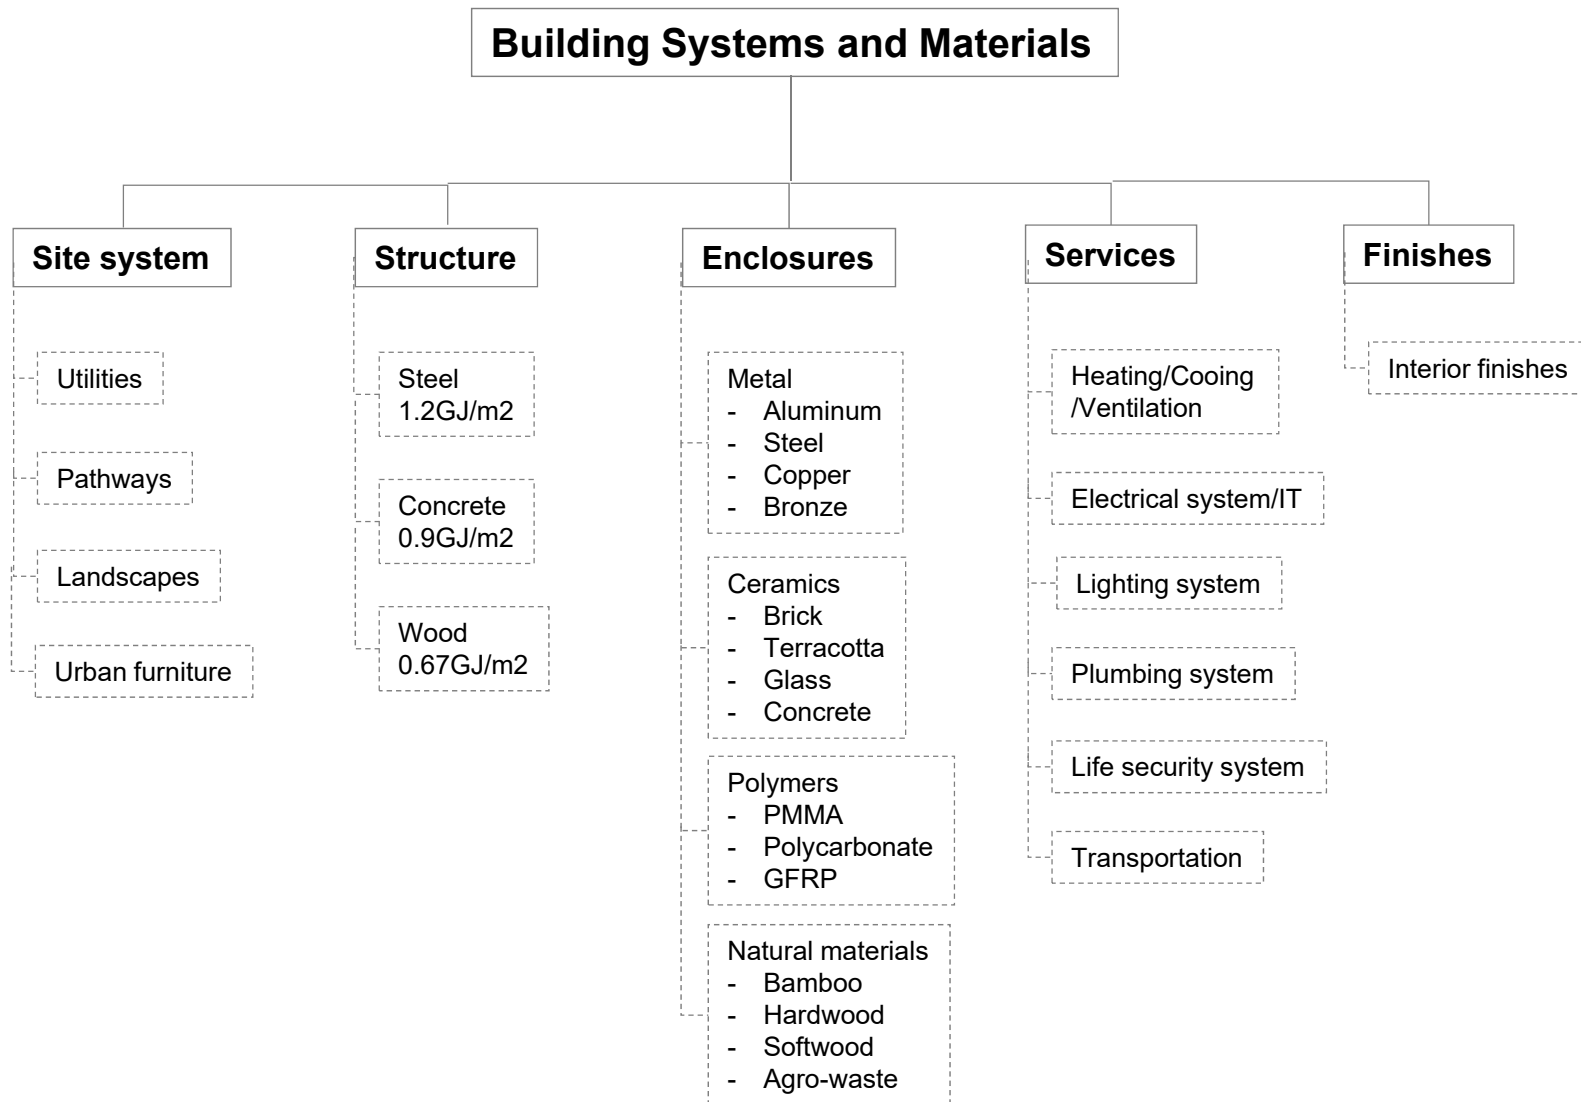 Building Systems and Materials
Site system
Utilities
Pathways
Landscapes
Urban furniture
Structure
Steel
1.2GJ/m2
Concrete
0.9GJ/m2
Wood
0.67GJ/m2
Enclosures
Metal
- Aluminum
- Steel
- Copper
- Bronze
Ceramics
- Brick
- Terracotta
- Glass
- Concrete
Polymers
- PMMA
- Polycarbonate
- GFRP
Natural materials
- Bamboo
- Hardwood
- Softwood
- Agro-waste
Services
Heating/Cooing
/Ventilation
Electrical system/IT
Lighting system
Plumbing system
Life security system
Transportation
Finishes
Interior finishes